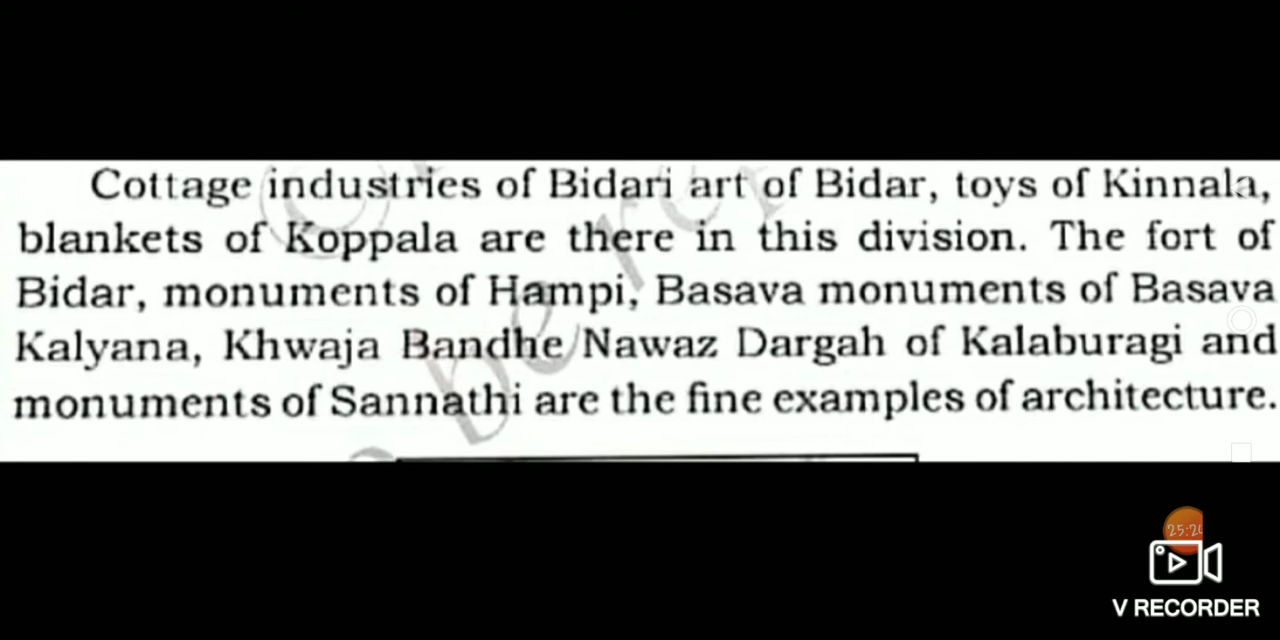 Cottage industries of Bidari art of Bidar, toys of Kinnala,
blankets of Koppala are there in this division. The fort of
Bidar, monuments of Hampi, Basava monuments of Basava
Kalyana, Khwaja Bandhe Nawaz Dargah of Kalaburagi and
monuments of Sannathi are the fine examples of architecture.
be re
V RECORDER